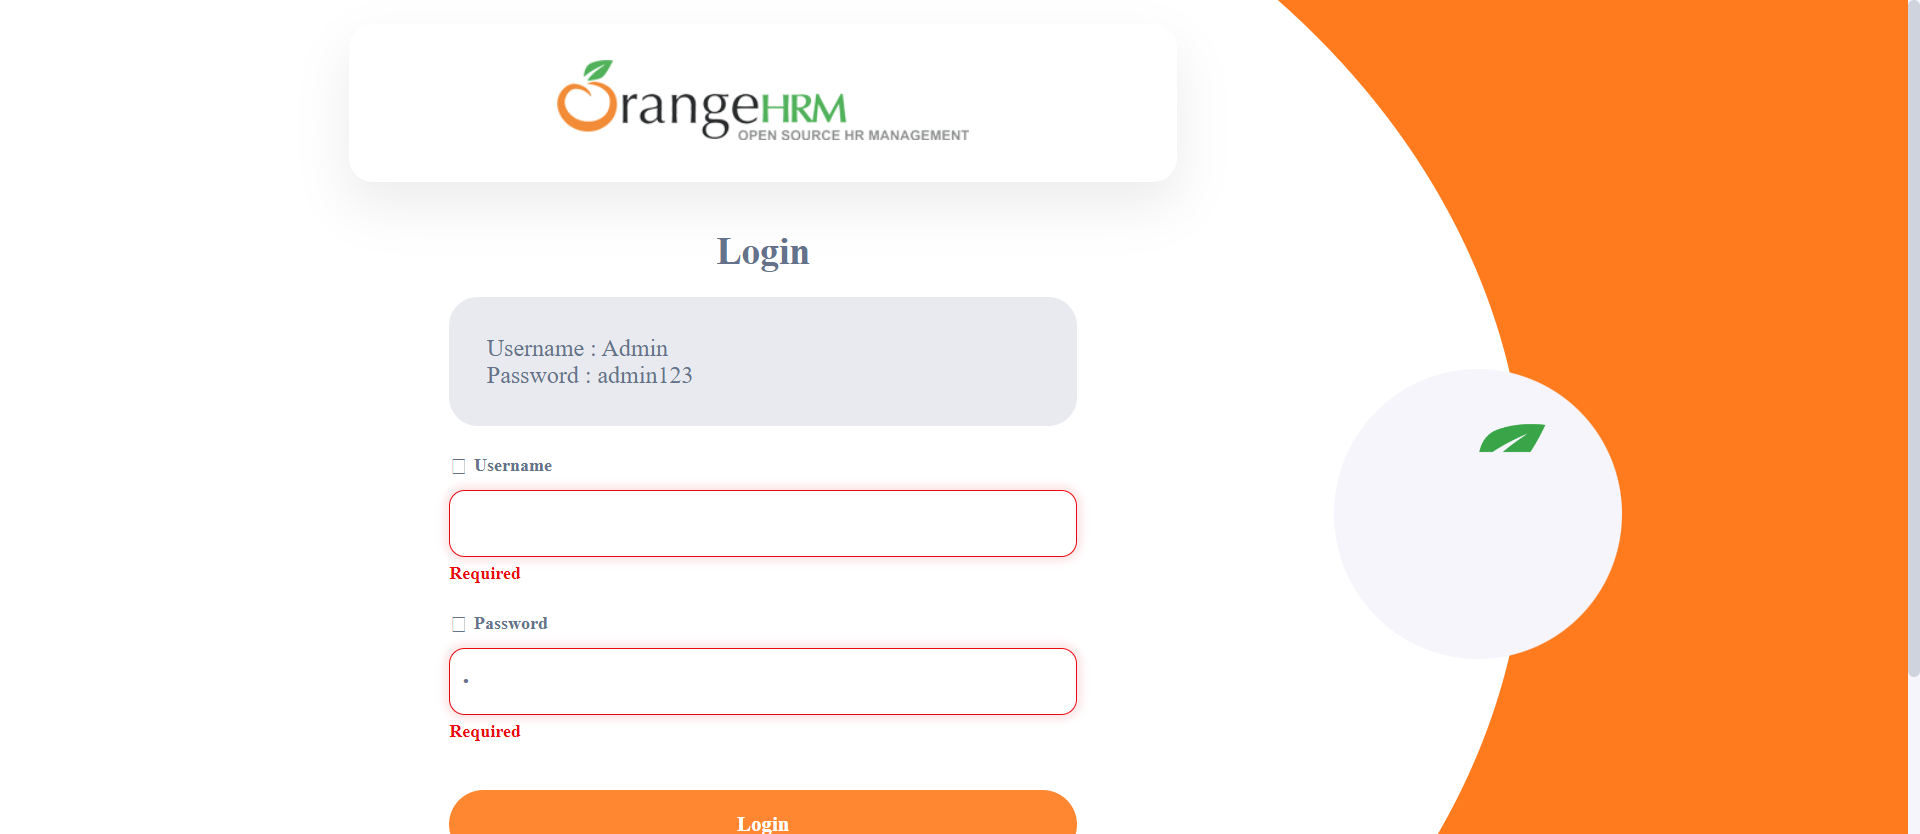 OrangeHRM
OPEN SOURCE HR MANAGEMENT
Login
Username : Admin
Password : admin123
Username
Required
Password
•
Required
Login